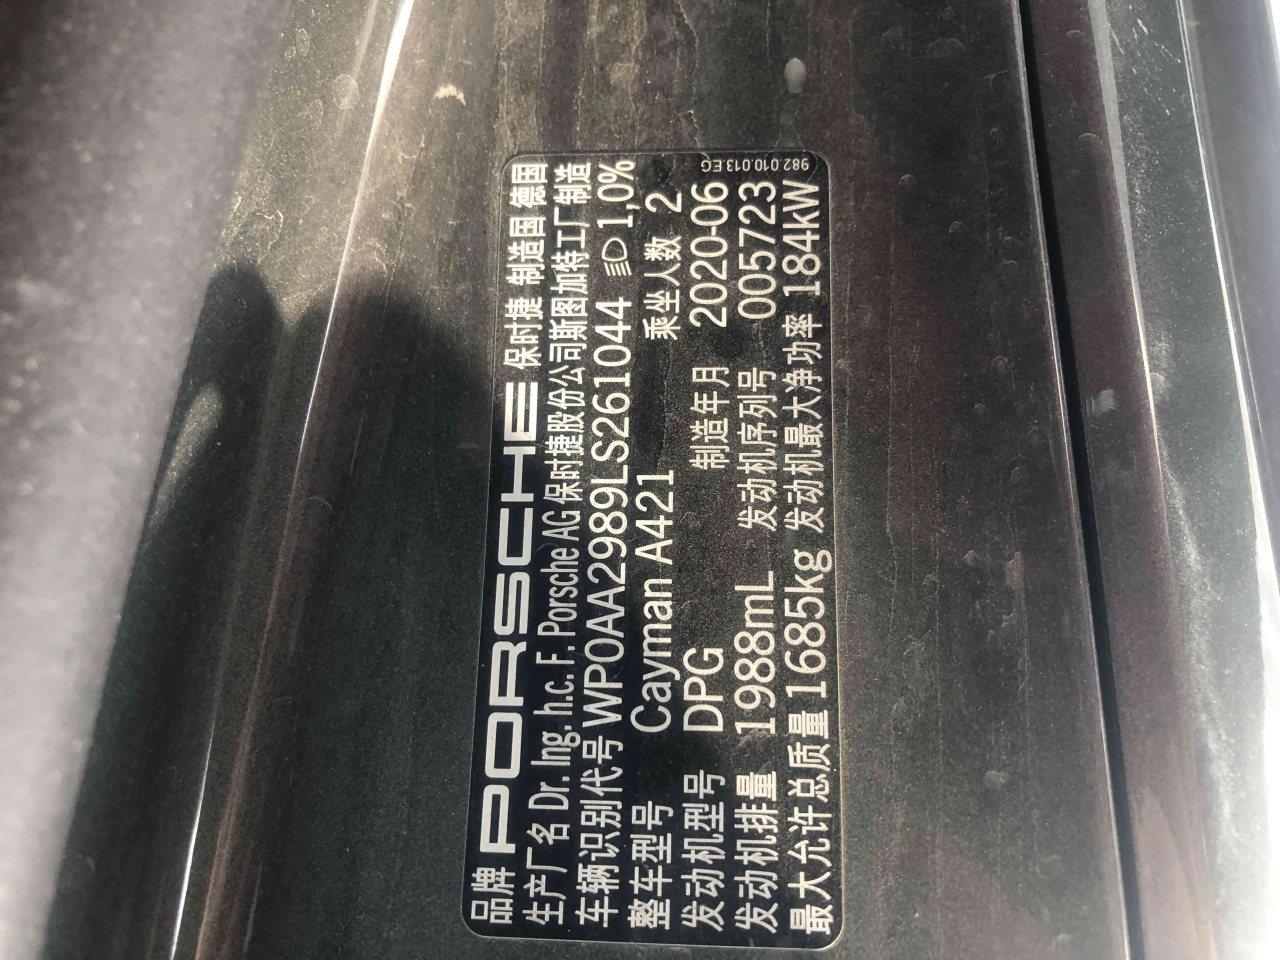 品牌 PORSCHE 保时捷 制造国 德国
生产厂名 Dr. Ing. h.c. F. Porsche AG 保时捷股份公司斯图加特工厂制造
车辆识别代号 WP0AA2989LS261044 1,0%
整车型号 Cayman A421 乘坐人数 2
发动机型号 DPG 制造年月 2020-06
发动机排量 1988mL 发动机序列号 005723
最大允许总质量 1685kg 发动机最大净功率 184kW
982.010.013.EG